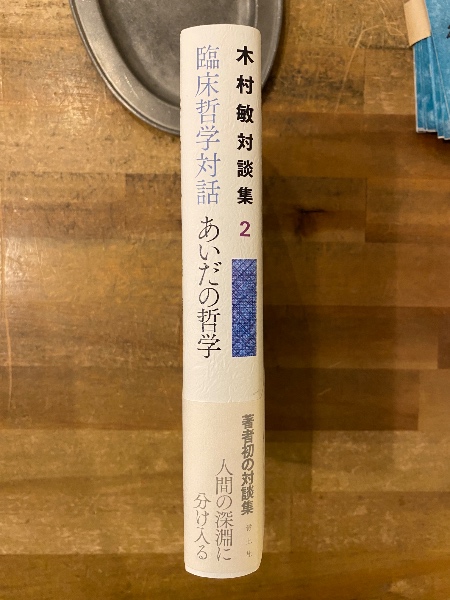 木村敏対談集 2
臨床哲学対話
あいだの哲学
著者初の対談集
人間の深淵に
分け入る